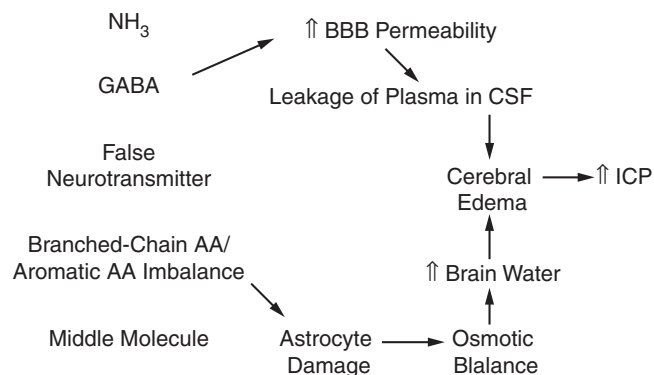 NH3
⇑ BBB Permeability
GABA
Leakage of Plasma in CSF
False
Neurotransmitter
Cerebral
Edema
⇑ ICP
Branched-Chain AA/
Aromatic AA Imbalance
⇑ Brain Water
Middle Molecule
Astrocyte
Damage
Osmotic
Blalance